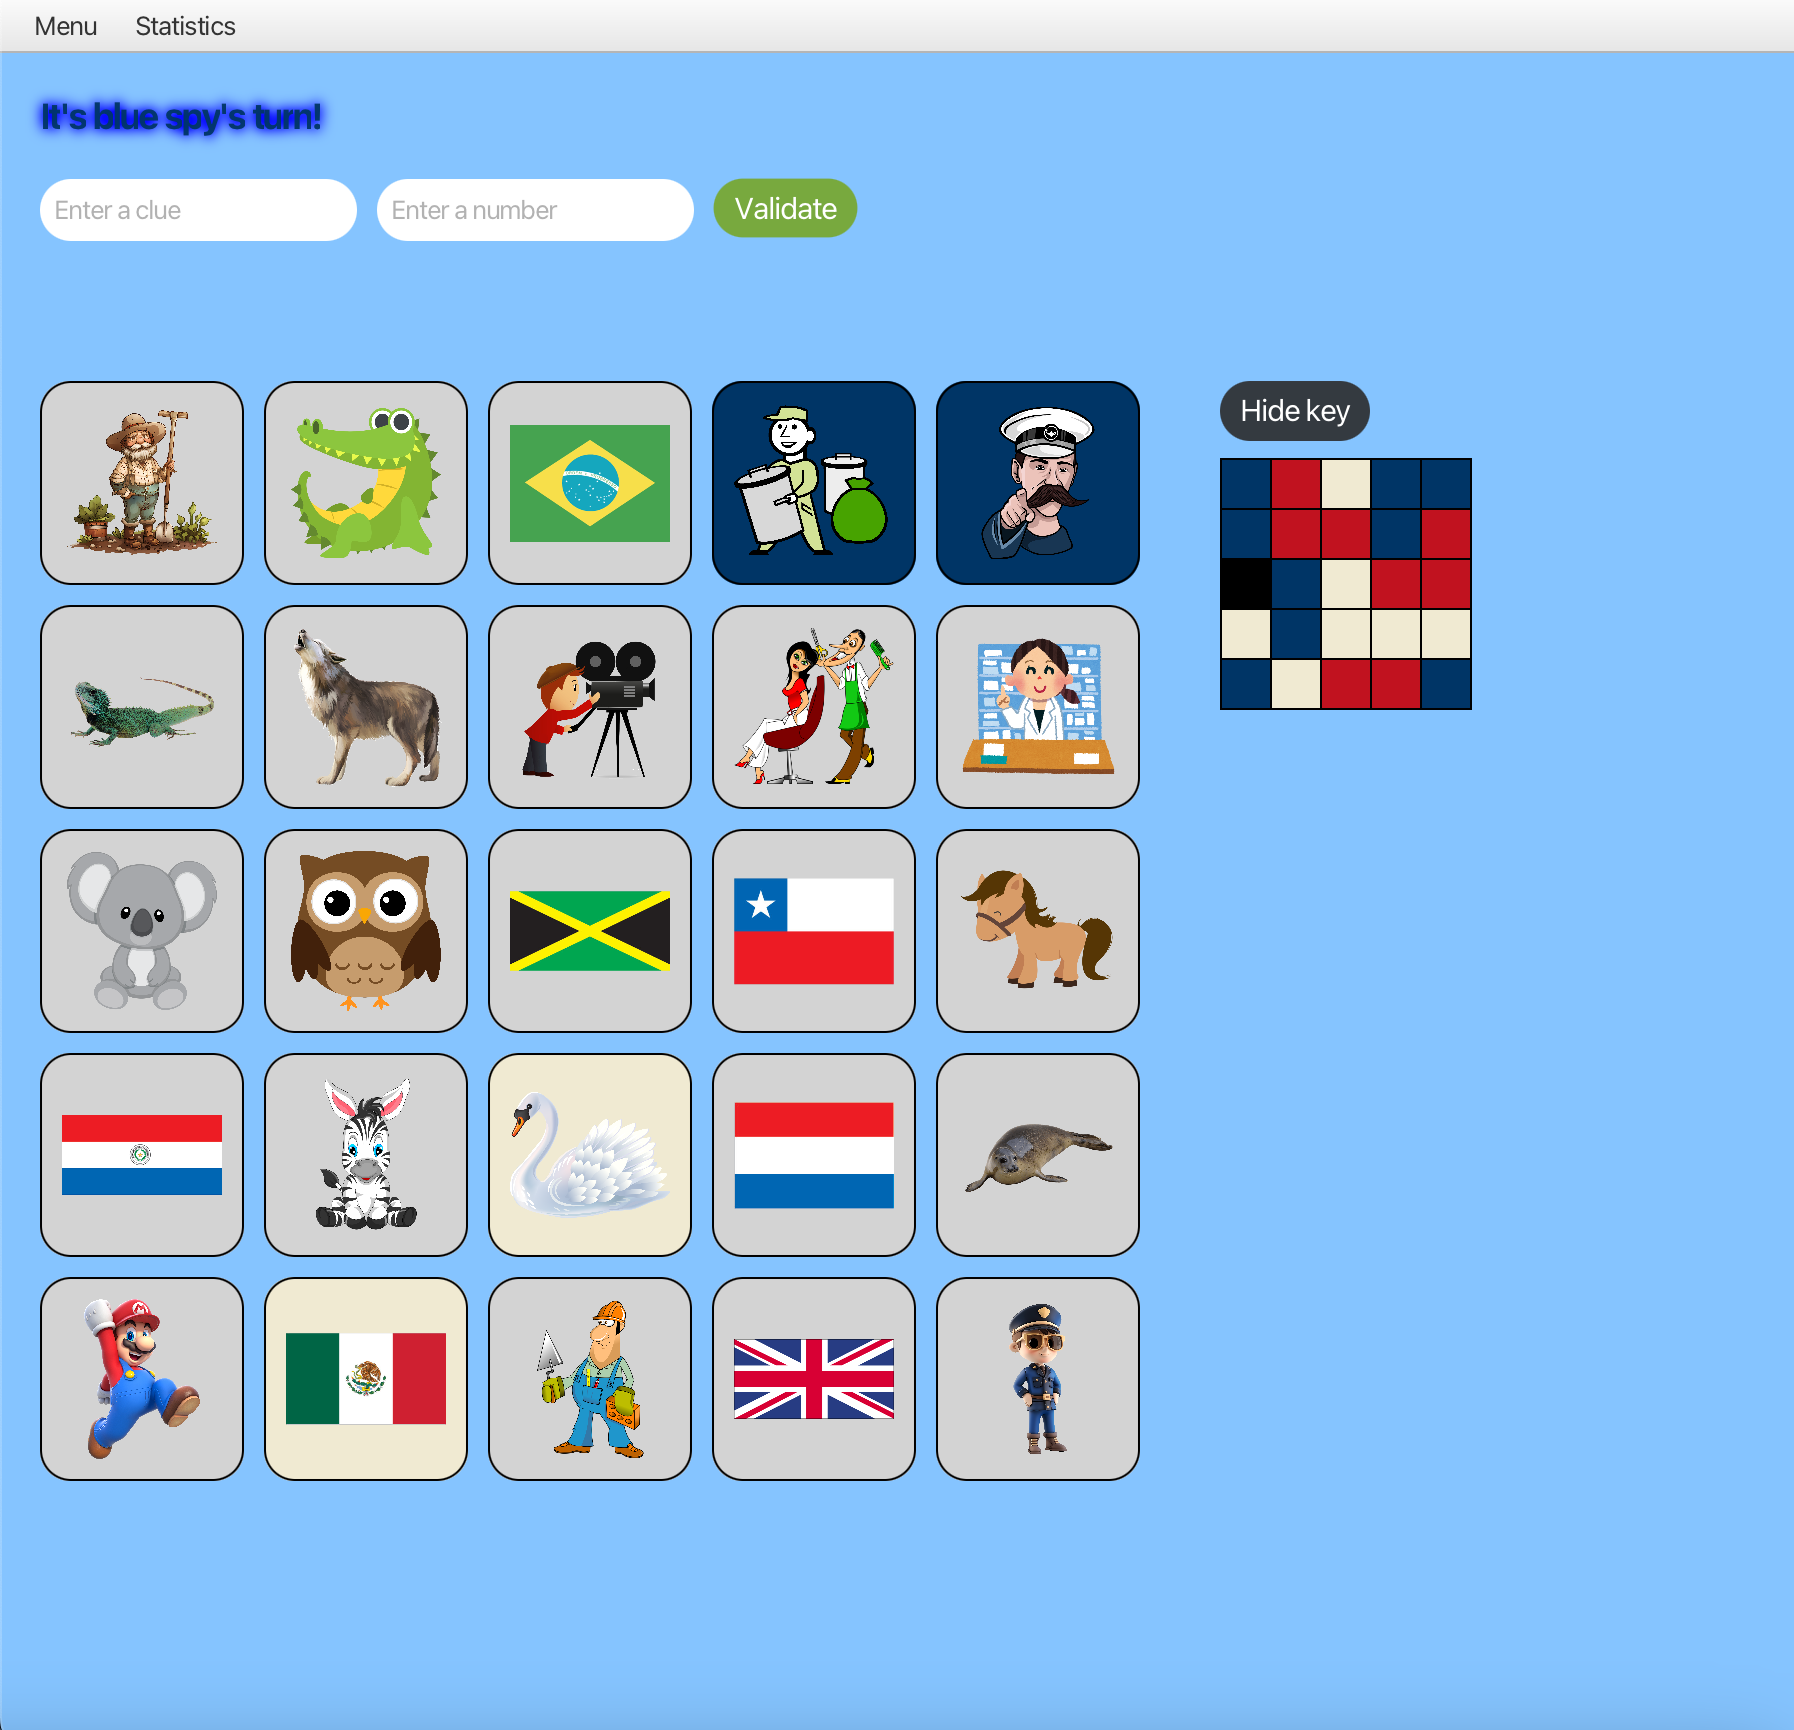 Menu Statistics
It's blue spy's turn!
Enter a clue Enter a number Validate
Hide key
M